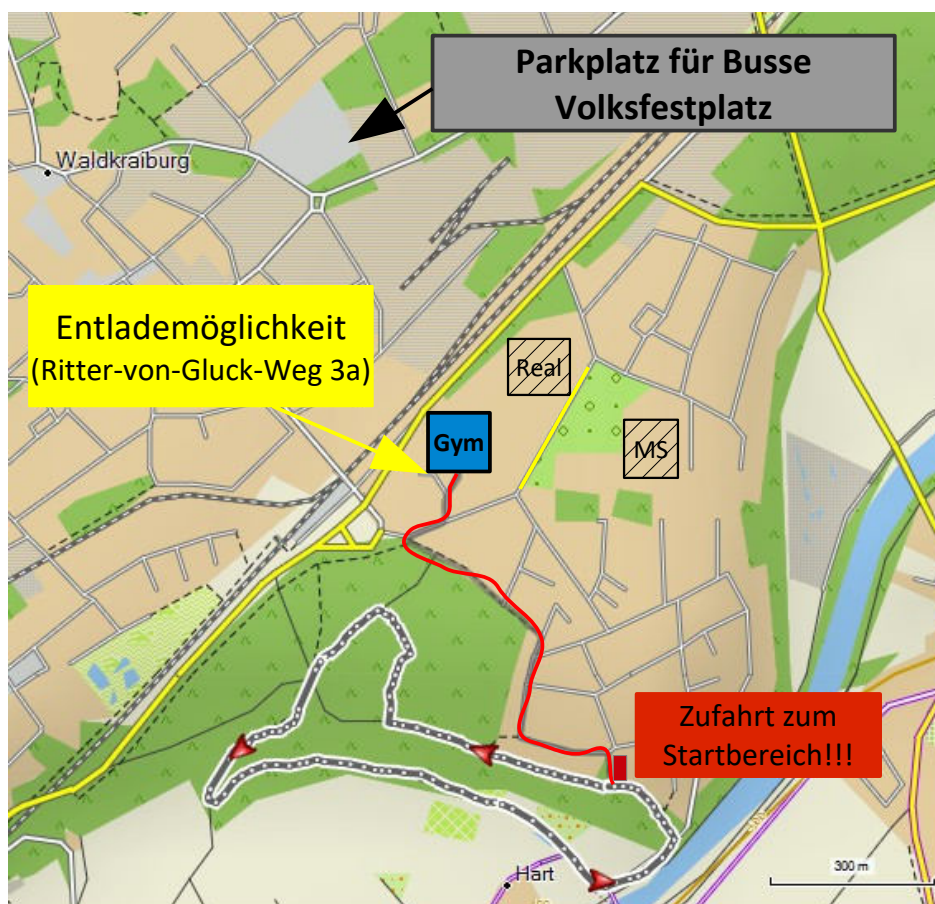 Parkplatz für Busse
Volksfestplatz
Waldkraiburg
Entlademöglichkeit
(Ritter-von-Gluck-Weg 3a)
Real
Gym
MS
Zufahrt zum
Startbereich!!!
Hart
300 m